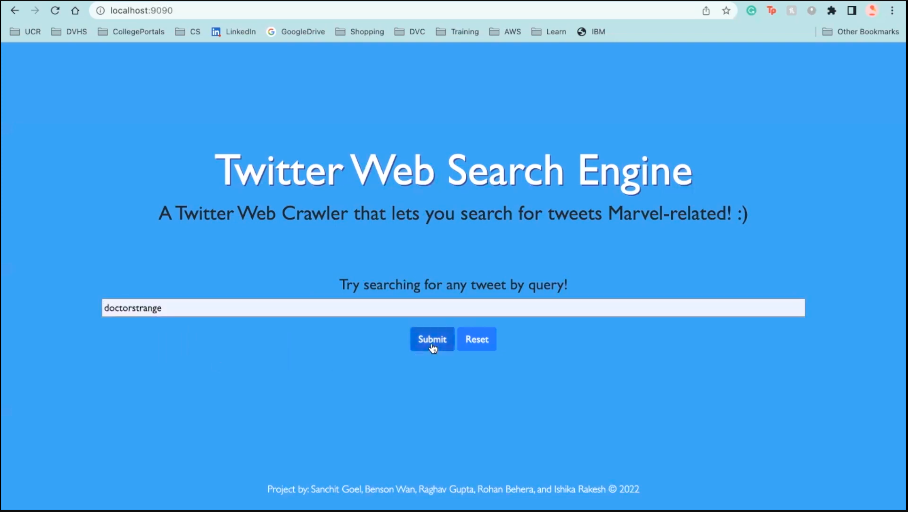 localhost:9090
UCR DVHS CollegePortals CS LinkedIn GoogleDrive Shopping DVC Training AWS Learn IBM Other Bookmarks
Twitter Web Search Engine
A Twitter Web Crawler that lets you search for tweets Marvel-related! :)
Try searching for any tweet by query!
doctorstrange
Submit Reset
Project by: Sanchit Goel, Benson Wan, Raghav Gupta, Rohan Behera, and Ishika Rakesh © 2022